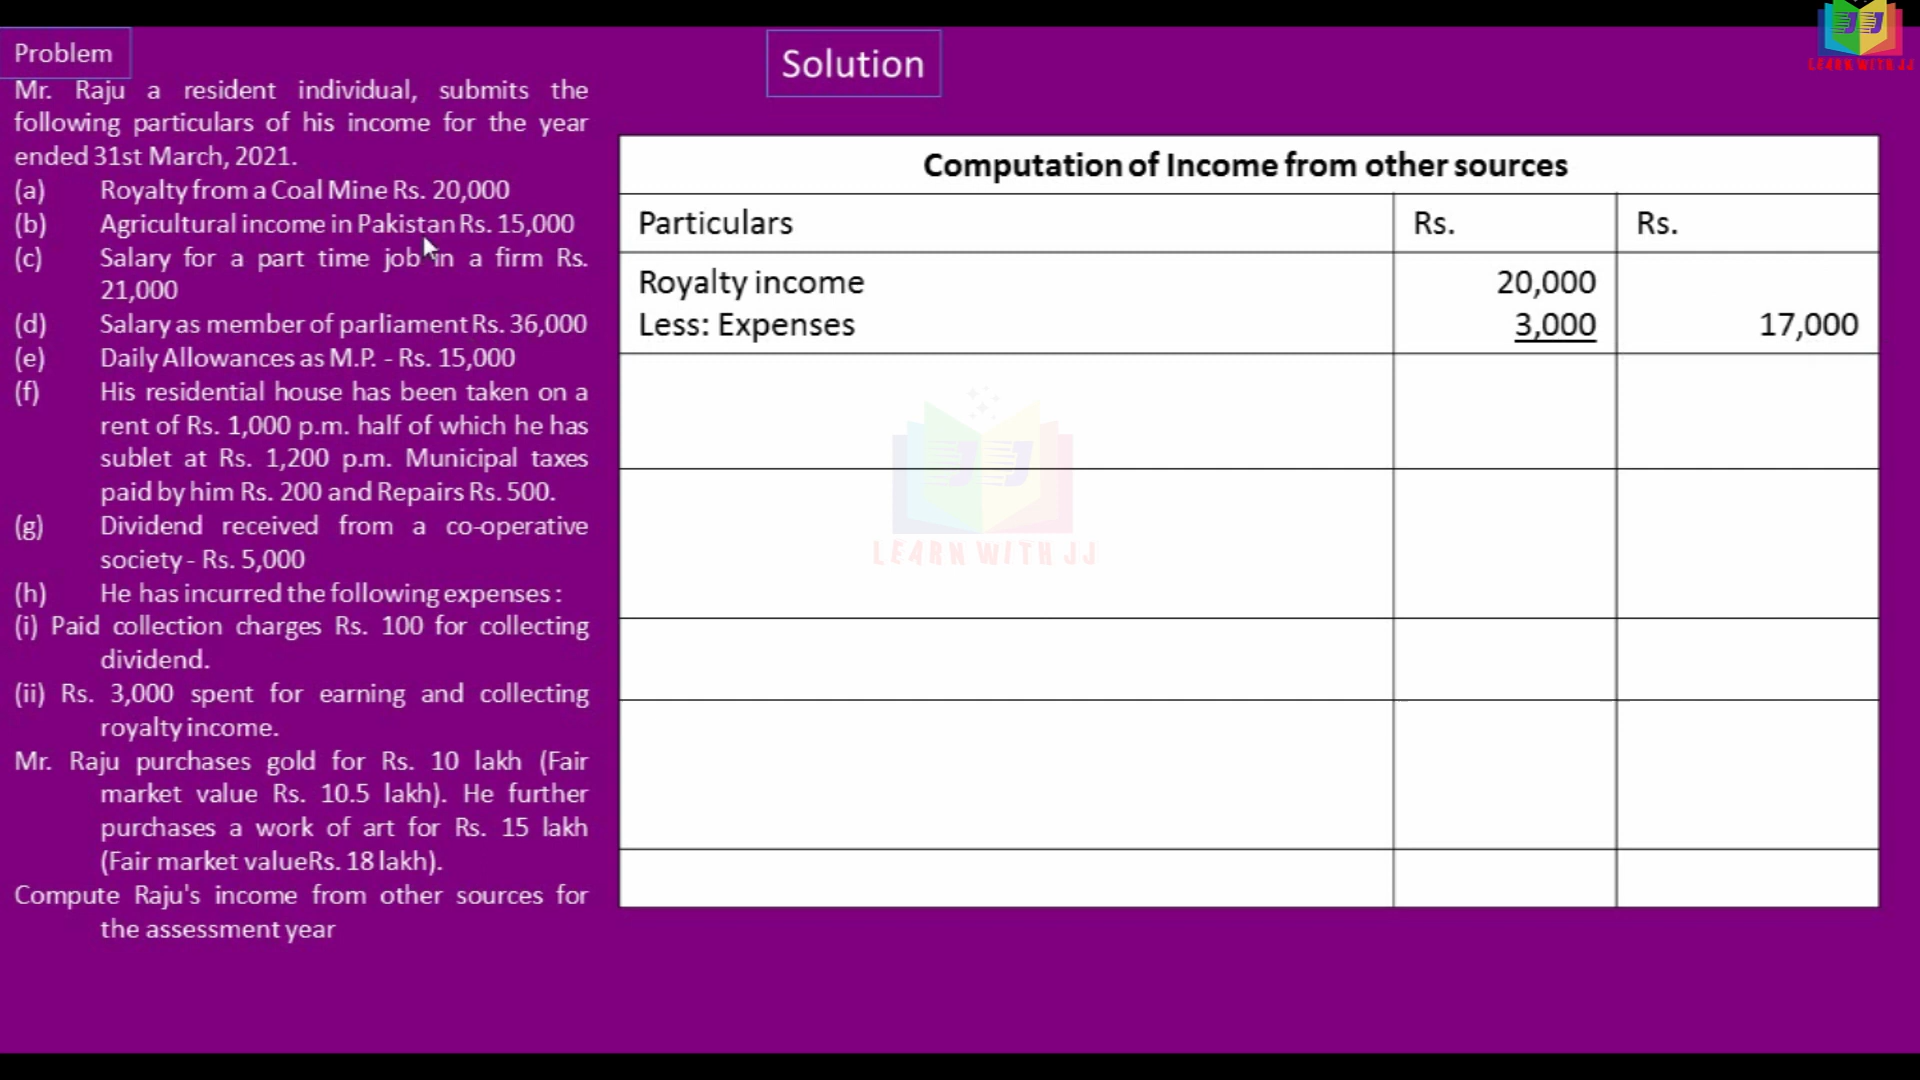 Problem
Mr. Raju a resident individual, submits the
following particulars of his income for the year
ended 31st March, 2021.
(a) Royalty from a Coal Mine Rs. 20,000
(b) Agricultural income in Pakistan Rs. 15,000
(c) Salary for a part time job in a firm Rs.
21,000
(d) Salary as member of parliament Rs. 36,000
(e) Daily Allowances as M.P. - Rs. 15,000
(f) His residential house has been taken on a
rent of Rs. 1,000 p.m. half of which he has
sublet at Rs. 1,200 p.m. Municipal taxes
paid by him Rs. 200 and Repairs Rs. 500.
(g) Dividend received from a co-operative
society - Rs. 5,000
(h) He has incurred the following expenses :
(i) Paid collection charges Rs. 100 for collecting
dividend.
(ii) Rs. 3,000 spent for earning and collecting
royalty income.
Mr. Raju purchases gold for Rs. 10 lakh (Fair
market value Rs. 10.5 lakh). He further
purchases a work of art for Rs. 15 lakh
(Fair market valueRs. 18 lakh).
Compute Raju's income from other sources for
the assessment year
Solution
Computation of Income from other sources
Particulars Rs. Rs.
Royalty income 20,000
Less: Expenses 3,000 17,000
JJ
LEARN WITH JJ
JJ
LEARN WITH JJ